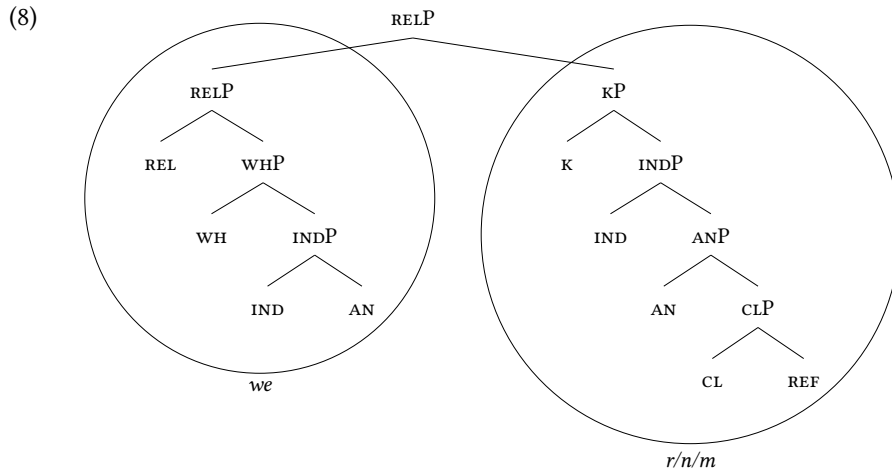 (8)
RELP
RELP KP
REL WHP K INDP
WH INDP IND ANP
IND AN AN CLP
we CL REF
r/n/m